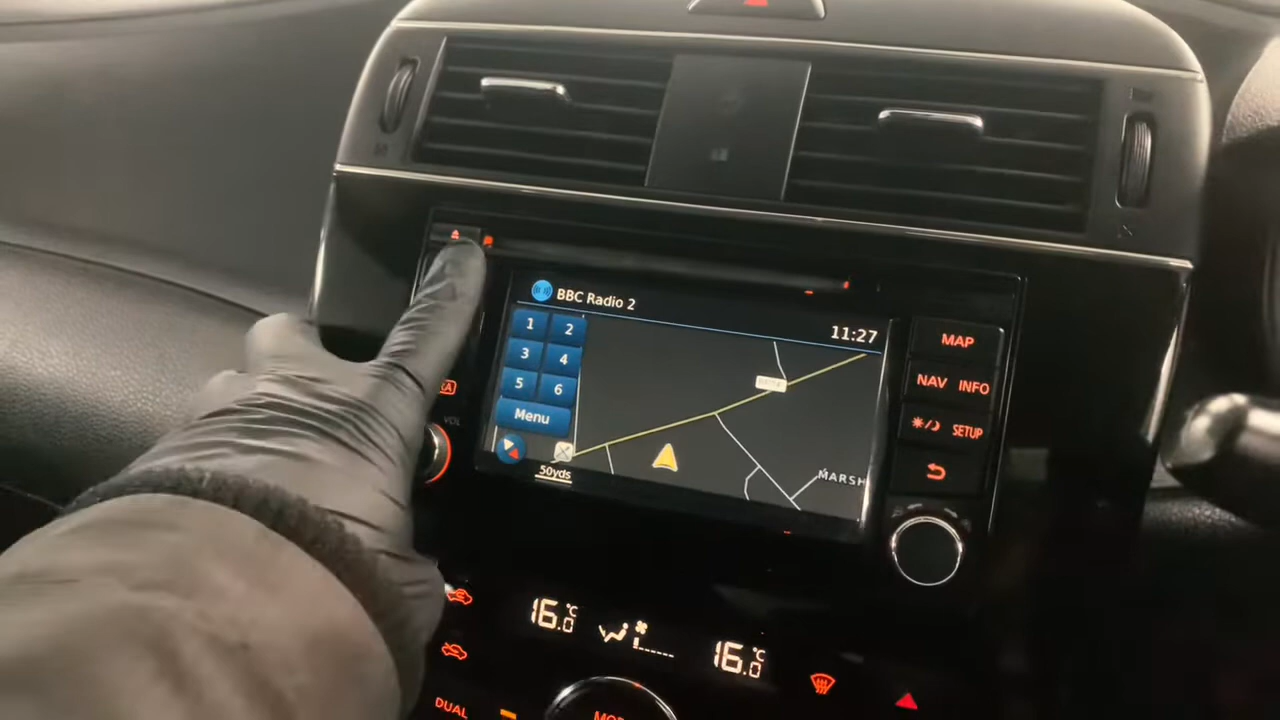 BBC Radio 2
11:27
1 2
3 4
5 6
Menu
50yds
MARSH
MAP
NAV INFO
SETUP
VOL
16.0°C
16.0°C
DUAL